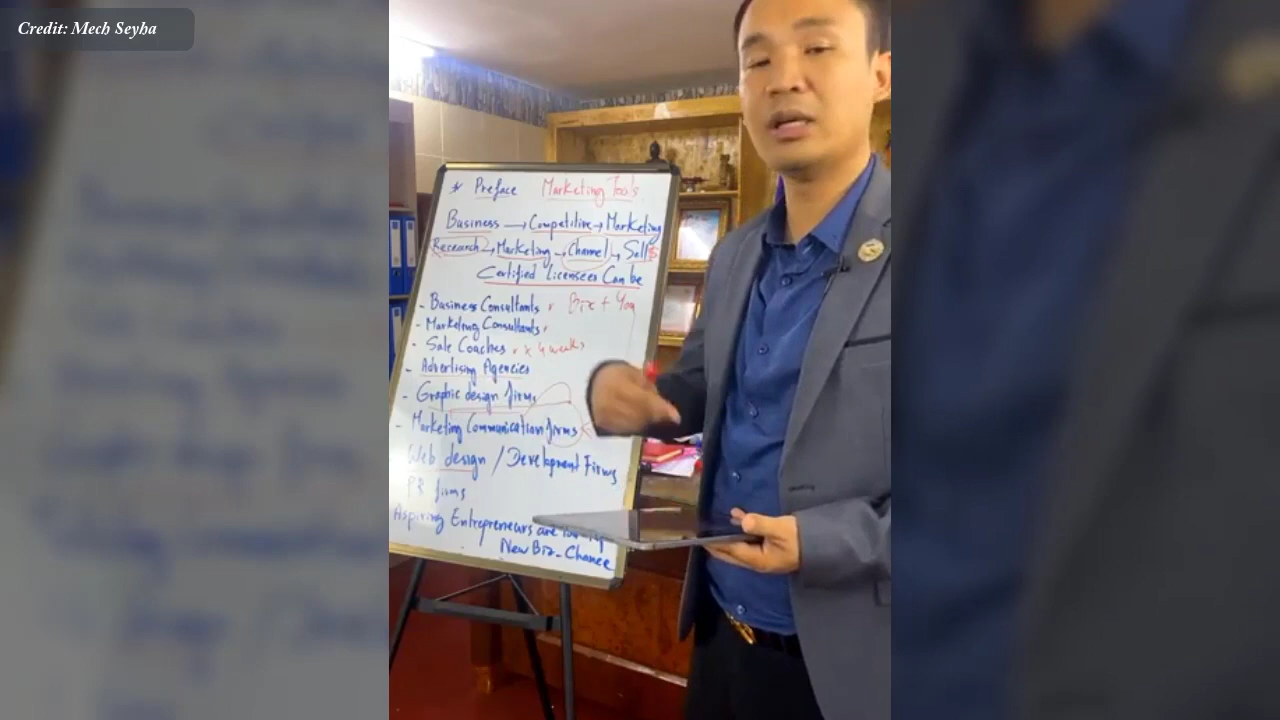 Credit: Mech Seyha
* Preface Marketing Tools
Business → Competitive → Marketing
Research → Marketing → Channel → Sell $
Certified Licensees Can be
- Business Consultants
- Marketing Consultants
- Sale Coaches x 4 weeks
- Advertising Agencies
- Graphic design firms
- Marketing Communication firms
Web design / Development Firms
PR firms
Aspiring Entrepreneurs are
New Biz-Chance